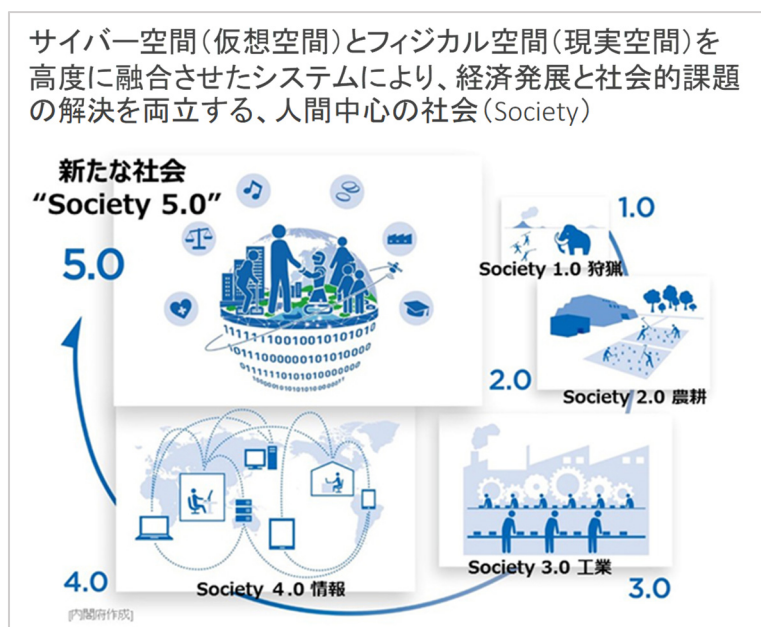 サイバー空間（仮想空間）とフィジカル空間（現実空間）を
高度に融合させたシステムにより、経済発展と社会的課題
の解決を両立する、人間中心の社会（Society）
新たな社会
“Society 5.0”
5.0
1.0
Society 1.0 狩猟
2.0
Society 2.0 農耕
Society 3.0 工業
3.0
4.0
Society 4.0 情報
[内閣府作成]